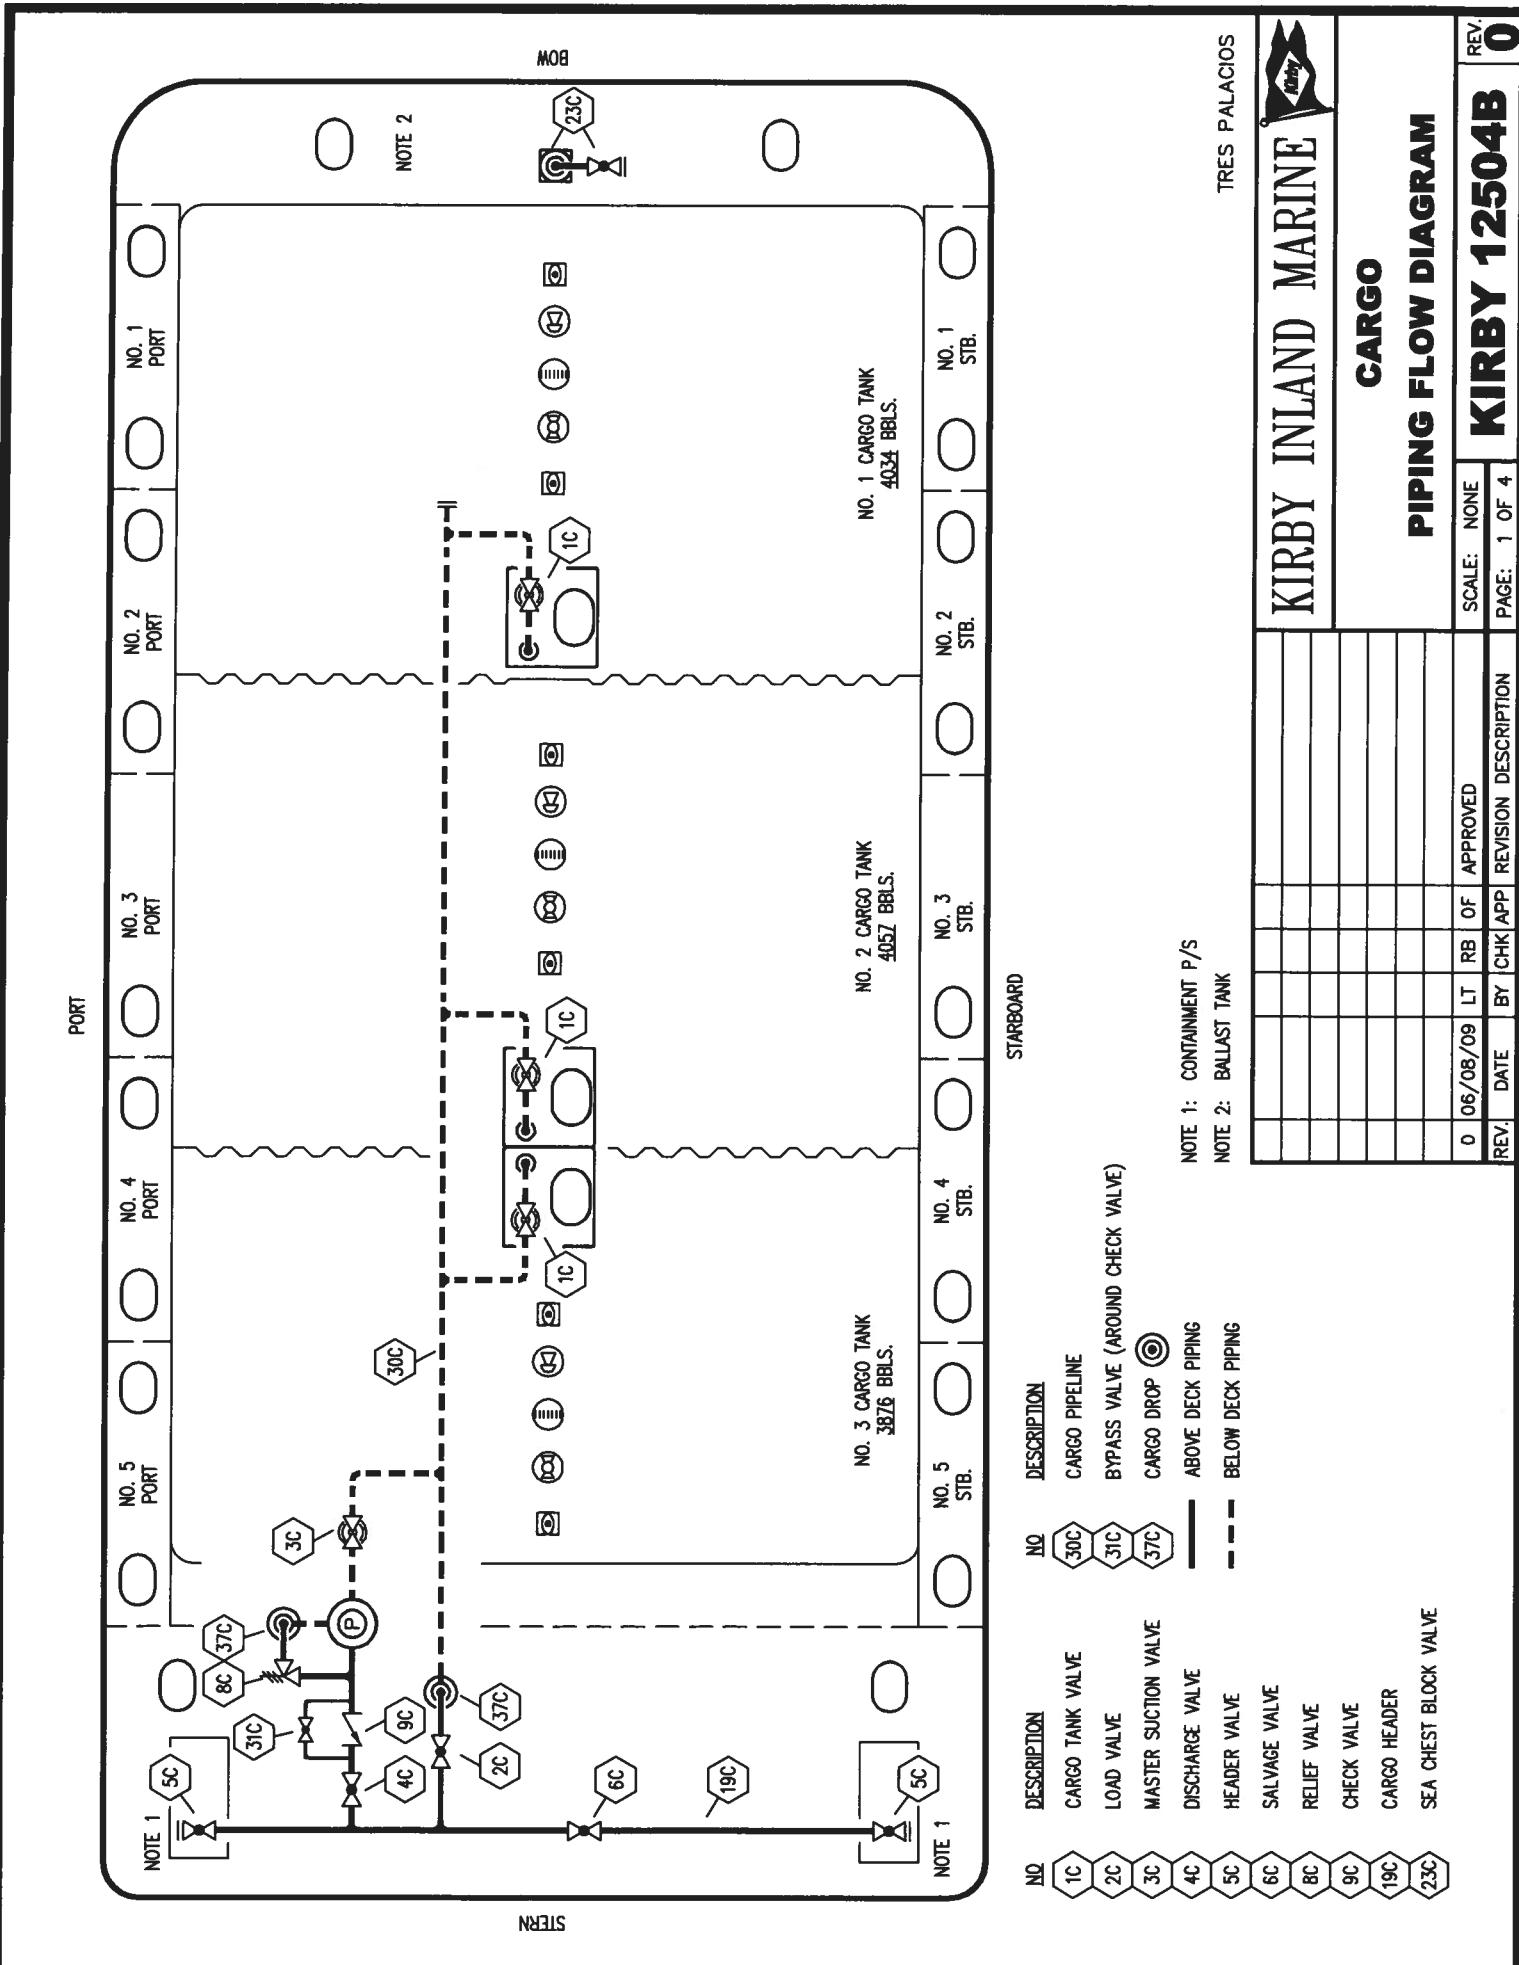 PORT
STERN
BOW
STARBOARD
NO. 5
PORT
NO. 4
PORT
NO. 3
PORT
NO. 2
PORT
NO. 1
PORT
NOTE 1
5C
31C
8C
37C
3C
4C
9C
2C
37C
30C
6C
19C
5C
NOTE 1
P
1C
1C
1C
23C
NOTE 2
NO. 3 CARGO TANK
3876 BBLS.
NO. 2 CARGO TANK
4057 BBLS.
NO. 1 CARGO TANK
4034 BBLS.
NO. 5
STB.
NO. 4
STB.
NO. 3
STB.
NO. 2
STB.
NO. 1
STB.
NO DESCRIPTION
1C CARGO TANK VALVE
2C LOAD VALVE
3C MASTER SUCTION VALVE
4C DISCHARGE VALVE
5C HEADER VALVE
6C SALVAGE VALVE
8C RELIEF VALVE
9C CHECK VALVE
19C CARGO HEADER
23C SEA CHEST BLOCK VALVE
NO DESCRIPTION
30C CARGO PIPELINE
31C BYPASS VALVE (AROUND CHECK VALVE)
37C CARGO DROP
ABOVE DECK PIPING
BELOW DECK PIPING
NOTE 1: CONTAINMENT P/S
NOTE 2: BALLAST TANK
TRES PALACIOS
KIRBY INLAND MARINE
Kirby
CARGO
PIPING FLOW DIAGRAM
0 06/08/09 LT RB OF APPROVED
REV. DATE BY CHK APP REVISION DESCRIPTION
SCALE: NONE
PAGE: 1 OF 4
KIRBY 12504B
REV.
0